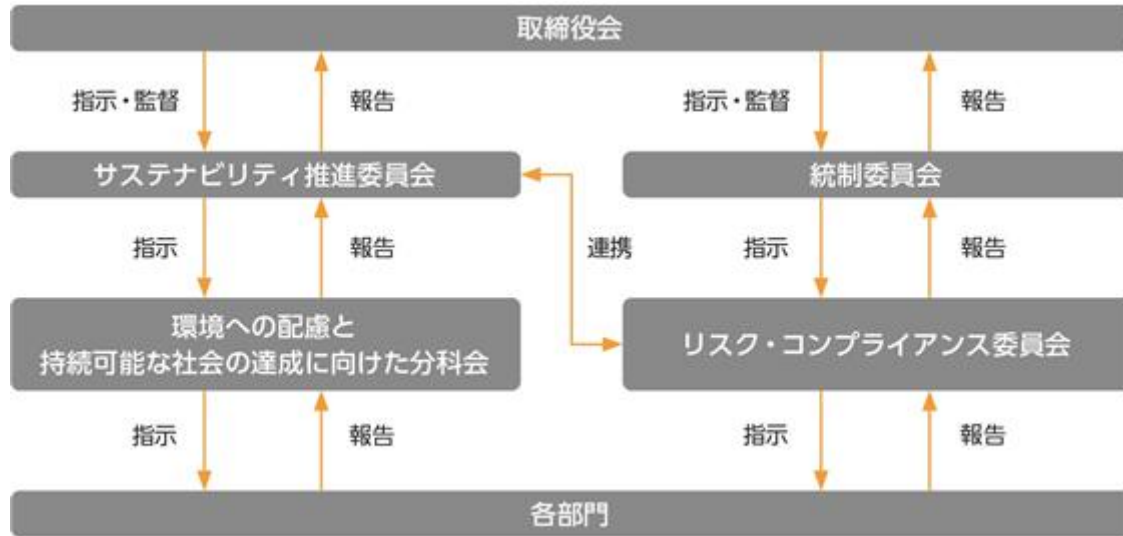 取締役会
指示・監督
報告
指示・監督
報告
サステナビリティ推進委員会
統制委員会
指示
報告
連携
指示
報告
環境への配慮と
持続可能な社会の達成に向けた分科会
リスク・コンプライアンス委員会
指示
報告
指示
報告
各部門